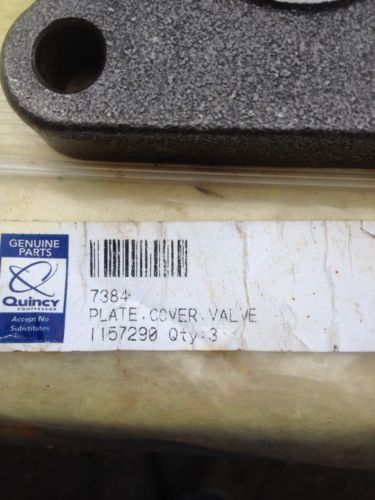 GENUINE
PARTS
Quincy
COMPRESSOR
Accept No
Substitutes
7384
PLATE,COVER,VALVE
1157290 Qty:3